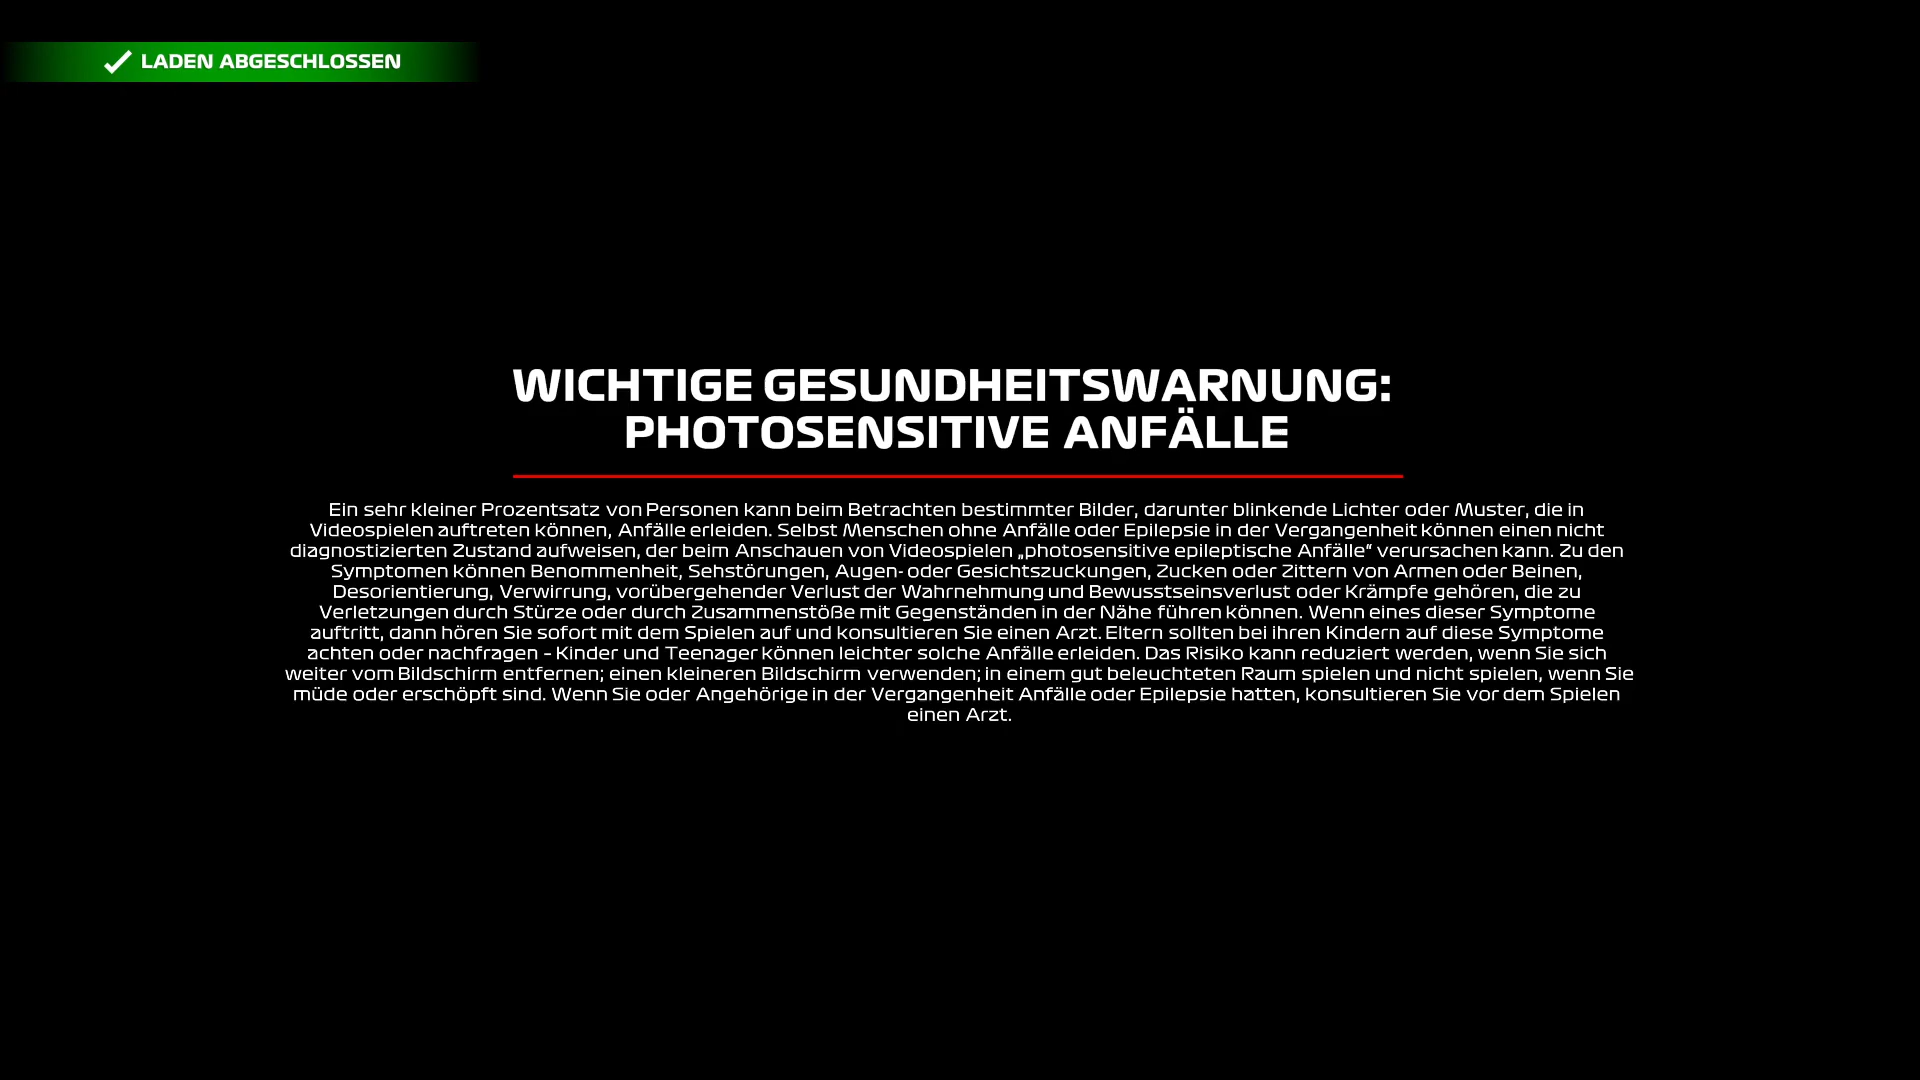 LADEN ABGESCHLOSSEN
WICHTIGE GESUNDHEITSWARNUNG:
PHOTOSENSITIVE ANFÄLLE
Ein sehr kleiner Prozentsatz von Personen kann beim Betrachten bestimmter Bilder, darunter blinkende Lichter oder Muster, die in
Videospielen auftreten können, Anfälle erleiden. Selbst Menschen ohne Anfälle oder Epilepsie in der Vergangenheit können einen nicht
diagnostizierten Zustand aufweisen, der beim Anschauen von Videospielen „photosensitive epileptische Anfälle“ verursachen kann. Zu den
Symptomen können Benommenheit, Sehstörungen, Augen- oder Gesichtszuckungen, Zucken oder Zittern von Armen oder Beinen,
Desorientierung, Verwirrung, vorübergehender Verlust der Wahrnehmung und Bewusstseinsverlust oder Krämpfe gehören, die zu
Verletzungen durch Stürze oder durch Zusammenstöße mit Gegenständen in der Nähe führen können. Wenn eines dieser Symptome
auftritt, dann hören Sie sofort mit dem Spielen auf und konsultieren Sie einen Arzt. Eltern sollten bei ihren Kindern auf diese Symptome
achten oder nachfragen – Kinder und Teenager können leichter solche Anfälle erleiden. Das Risiko kann reduziert werden, wenn Sie sich
weiter vom Bildschirm entfernen; einen kleineren Bildschirm verwenden; in einem gut beleuchteten Raum spielen und nicht spielen, wenn Sie
müde oder erschöpft sind. Wenn Sie oder Angehörige in der Vergangenheit Anfälle oder Epilepsie hatten, konsultieren Sie vor dem Spielen
einen Arzt.